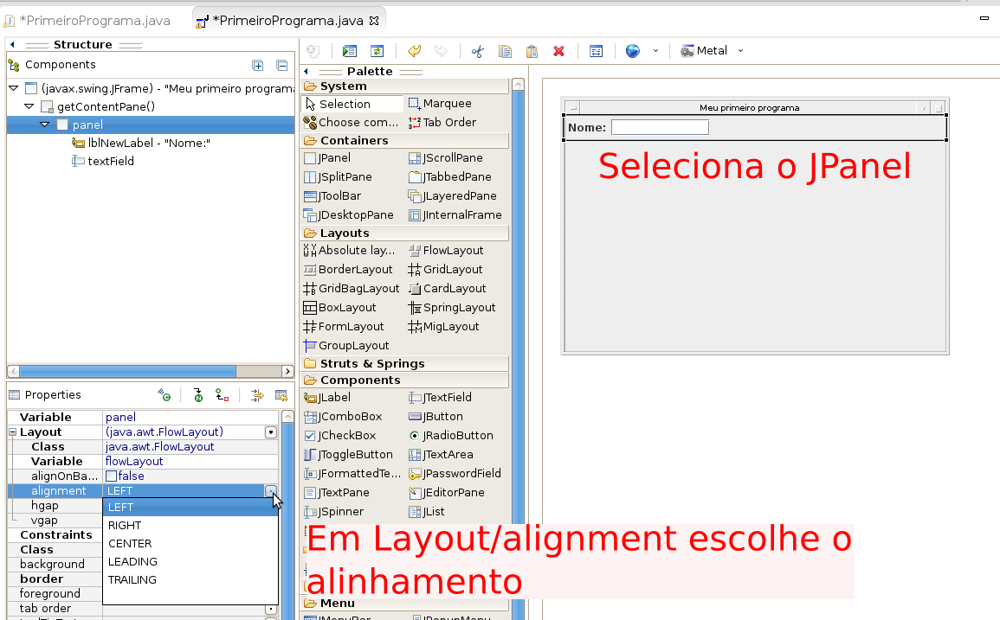 *PrimeiroPrograma.java
*PrimeiroPrograma.java
Structure
Components
(javax.swing.JFrame) - "Meu primeiro programa
getContentPane()
panel
lblNewLabel - "Nome:"
textField
Properties
Variable panel
Layout (java.awt.FlowLayout)
Class java.awt.FlowLayout
Variable flowLayout
alignOnBa... false
alignment LEFT
hgap
vgap
Constraints
Class
background
border
foreground
tab order
LEFT
RIGHT
CENTER
LEADING
TRAILING
Metal
Palette
System
Selection Marquee
Choose com... Tab Order
Containers
JPanel JScrollPane
JSplitPane JTabbedPane
JToolBar JLayeredPane
JDesktopPane JInternalFrame
Layouts
Absolute lay... FlowLayout
BorderLayout GridLayout
GridBagLayout CardLayout
BoxLayout SpringLayout
FormLayout MigLayout
GroupLayout
Struts & Springs
Components
JLabel JTextField
JComboBox JButton
JCheckBox JRadioButton
JToggleButton JTextArea
JFormattedTe... JPasswordField
JTextPane JEditorPane
JSpinner JList
Menu
JMenuBar JPopupMenu
Meu primeiro programa
Nome:
Seleciona o JPanel
Em Layout/alignment escolhe o
alinhamento